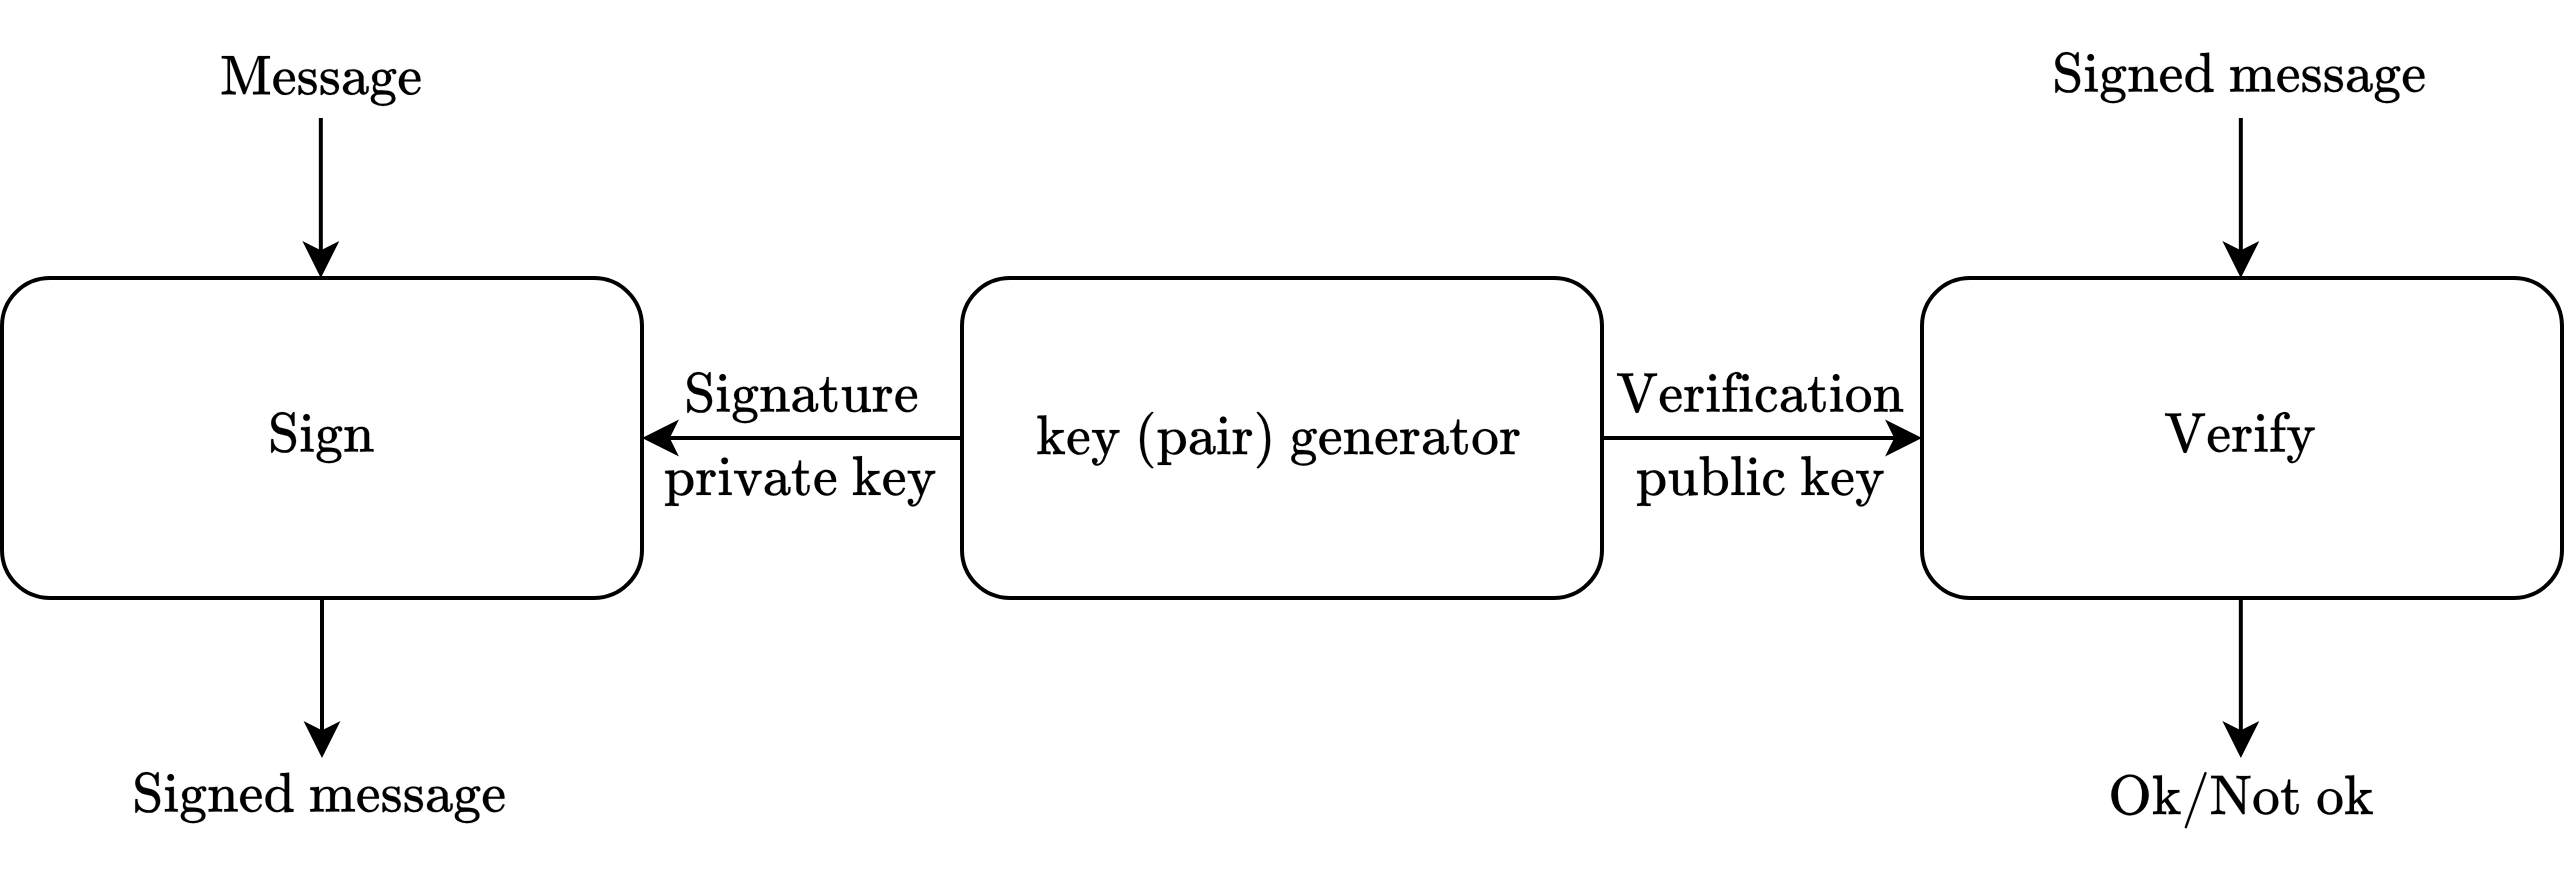 Message
Signed message
Sign
Signature
private key
key (pair) generator
Verification
public key
Verify
Signed message
Ok/Not ok